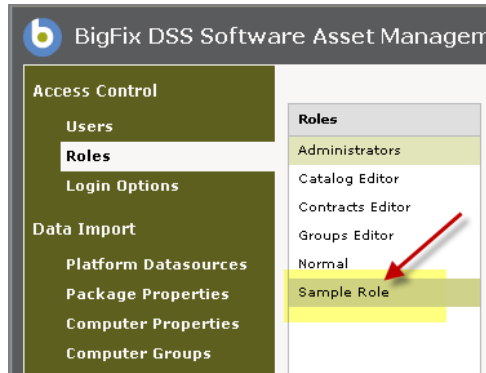 BigFix DSS Software Asset Managem
Access Control
Users
Roles
Login Options
Data Import
Platform Datasources
Package Properties
Computer Properties
Computer Groups
Roles
Administrators
Catalog Editor
Contracts Editor
Groups Editor
Normal
Sample Role